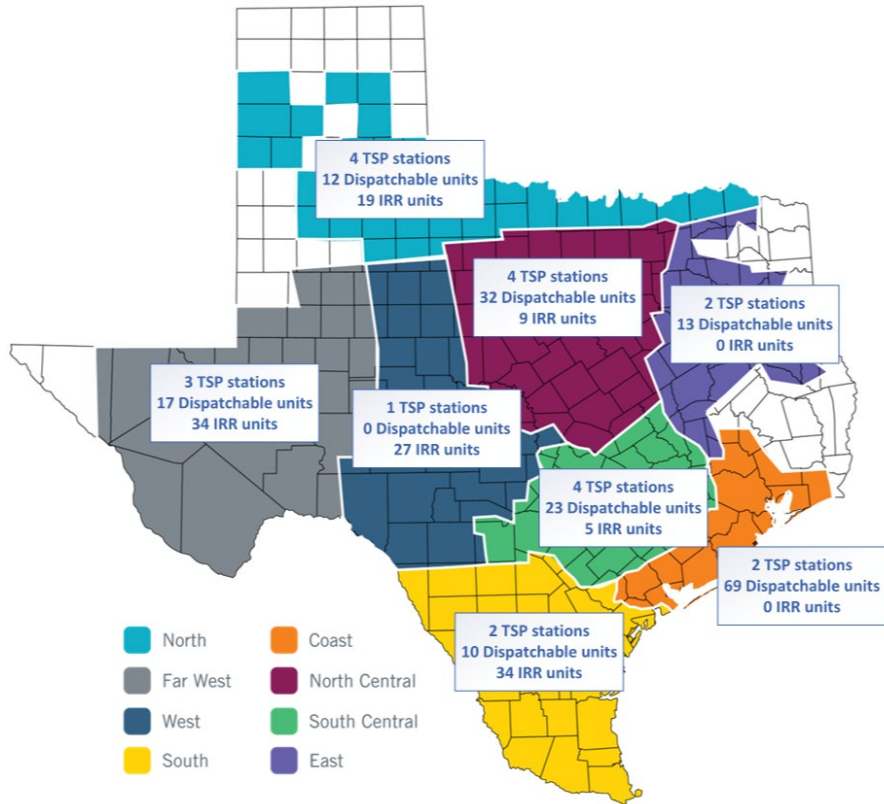 4 TSP stations
12 Dispatchable units
19 IRR units
4 TSP stations
32 Dispatchable units
9 IRR units
2 TSP stations
13 Dispatchable units
0 IRR units
3 TSP stations
17 Dispatchable units
34 IRR units
1 TSP stations
0 Dispatchable units
27 IRR units
4 TSP stations
23 Dispatchable units
5 IRR units
2 TSP stations
69 Dispatchable units
0 IRR units
2 TSP stations
10 Dispatchable units
34 IRR units
North
Coast
Far West
North Central
West
South Central
South
East